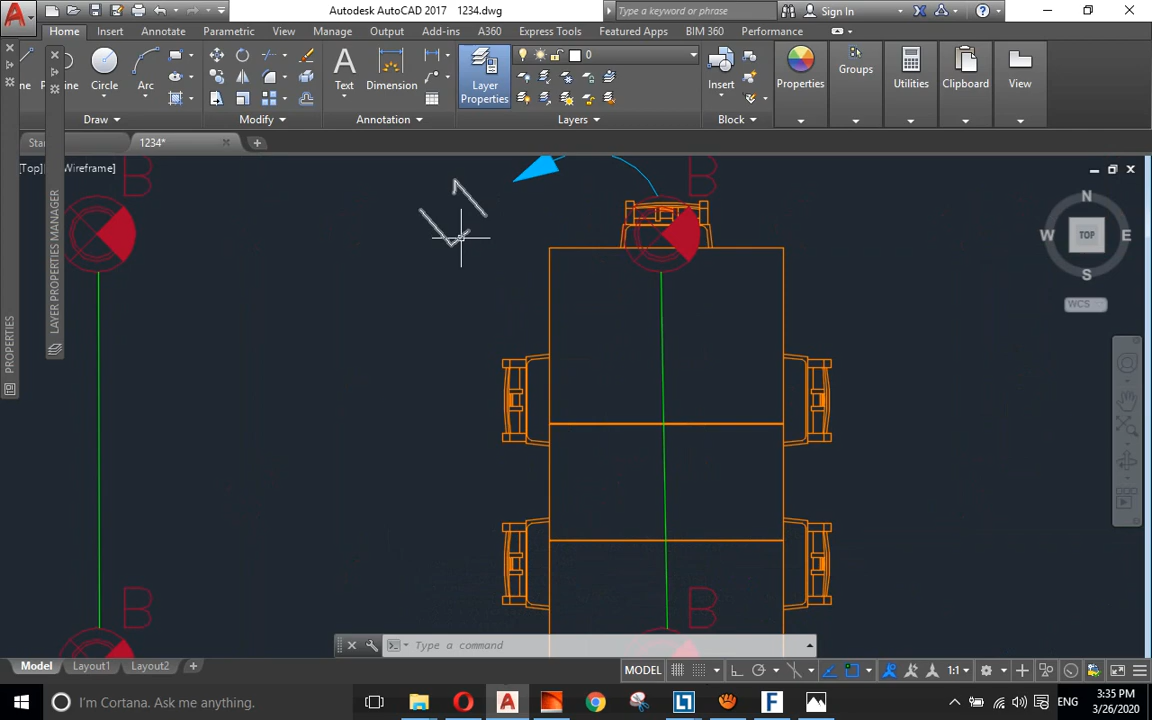 Autodesk AutoCAD 2017 1234.dwg
Type a keyword or phrase
Sign In
Home Insert Annotate Parametric View Manage Output Add-ins A360 Express Tools Featured Apps BIM 360 Performance
0
Circle Arc Text Dimension Layer Properties Insert Properties Groups Utilities Clipboard View
Draw Modify Annotation Layers Block
1234*
[Top] Wireframe]
B
B
N
W TOP E
S
WCS
LAYER PROPERTIES MANAGER
PROPERTIES
B
B
Type a command
Model Layout1 Layout2
MODEL 1:1
I'm Cortana. Ask me anything.
ENG
3:35 PM
3/26/2020